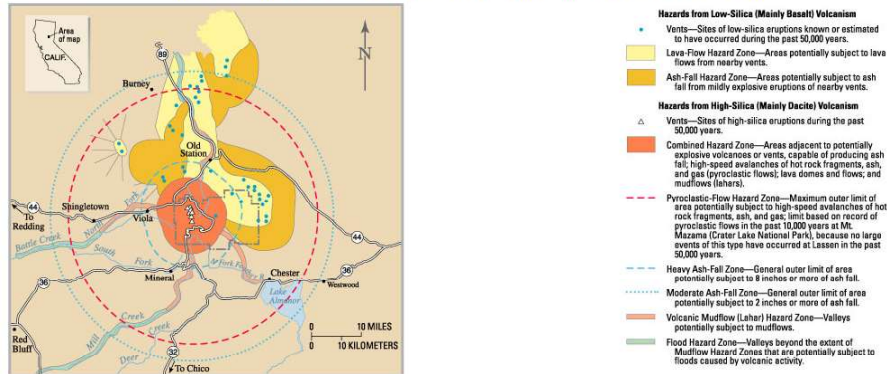 Area
of map
CALIF.
N
89
Burney
Old
Station
44
To
Redding
Shingletown
Viola
North
Fork
44
Battle Creek
South
Fork
36
Mineral
Chester
Westwood
36
Lake
Almanor
Red
Bluff
Mill
Creek
Deer
Creek
32
To Chico
0 10 MILES
0 10 KILOMETERS
Hazards from Low-Silica (Mainly Basalt) Volcanism
Vents—Sites of low-silica eruptions known or estimated
to have occurred during the past 50,000 years.
Lava-Flow Hazard Zone—Areas potentially subject to lava
flows from nearby vents.
Ash-Fall Hazard Zone—Areas potentially subject to ash
fall from mildly explosive eruptions of nearby vents.
Hazards from High-Silica (Mainly Dacite) Volcanism
Vents—Sites of high-silica eruptions during the past
50,000 years.
Combined Hazard Zone—Areas adjacent to potentially
explosive volcanoes or vents, capable of producing ash
fall; high-speed avalanches of hot rock fragments, ash,
and gas (pyroclastic flows); lava domes and flows; and
mudflows (lahars).
Pyroclastic-Flow Hazard Zone—Maximum outer limit of
area potentially subject to high-speed avalanches of hot
rock fragments, ash, and gas; limit based on record of
pyroclastic flows in the past 10,000 years at Mt.
Mazama (Crater Lake National Park), because no large
events of this type have occurred at Lassen in the past
50,000 years.
Heavy Ash-Fall Zone—General outer limit of area
potentially subject to 8 inches or more of ash fall.
Moderate Ash-Fall Zone—General outer limit of area
potentially subject to 2 inches or more of ash fall.
Volcanic Mudflow (Lahar) Hazard Zone—Valleys
potentially subject to mudflows.
Flood Hazard Zone—Valleys beyond the extent of
Mudflow Hazard Zones that are potentially subject to
floods caused by volcanic activity.